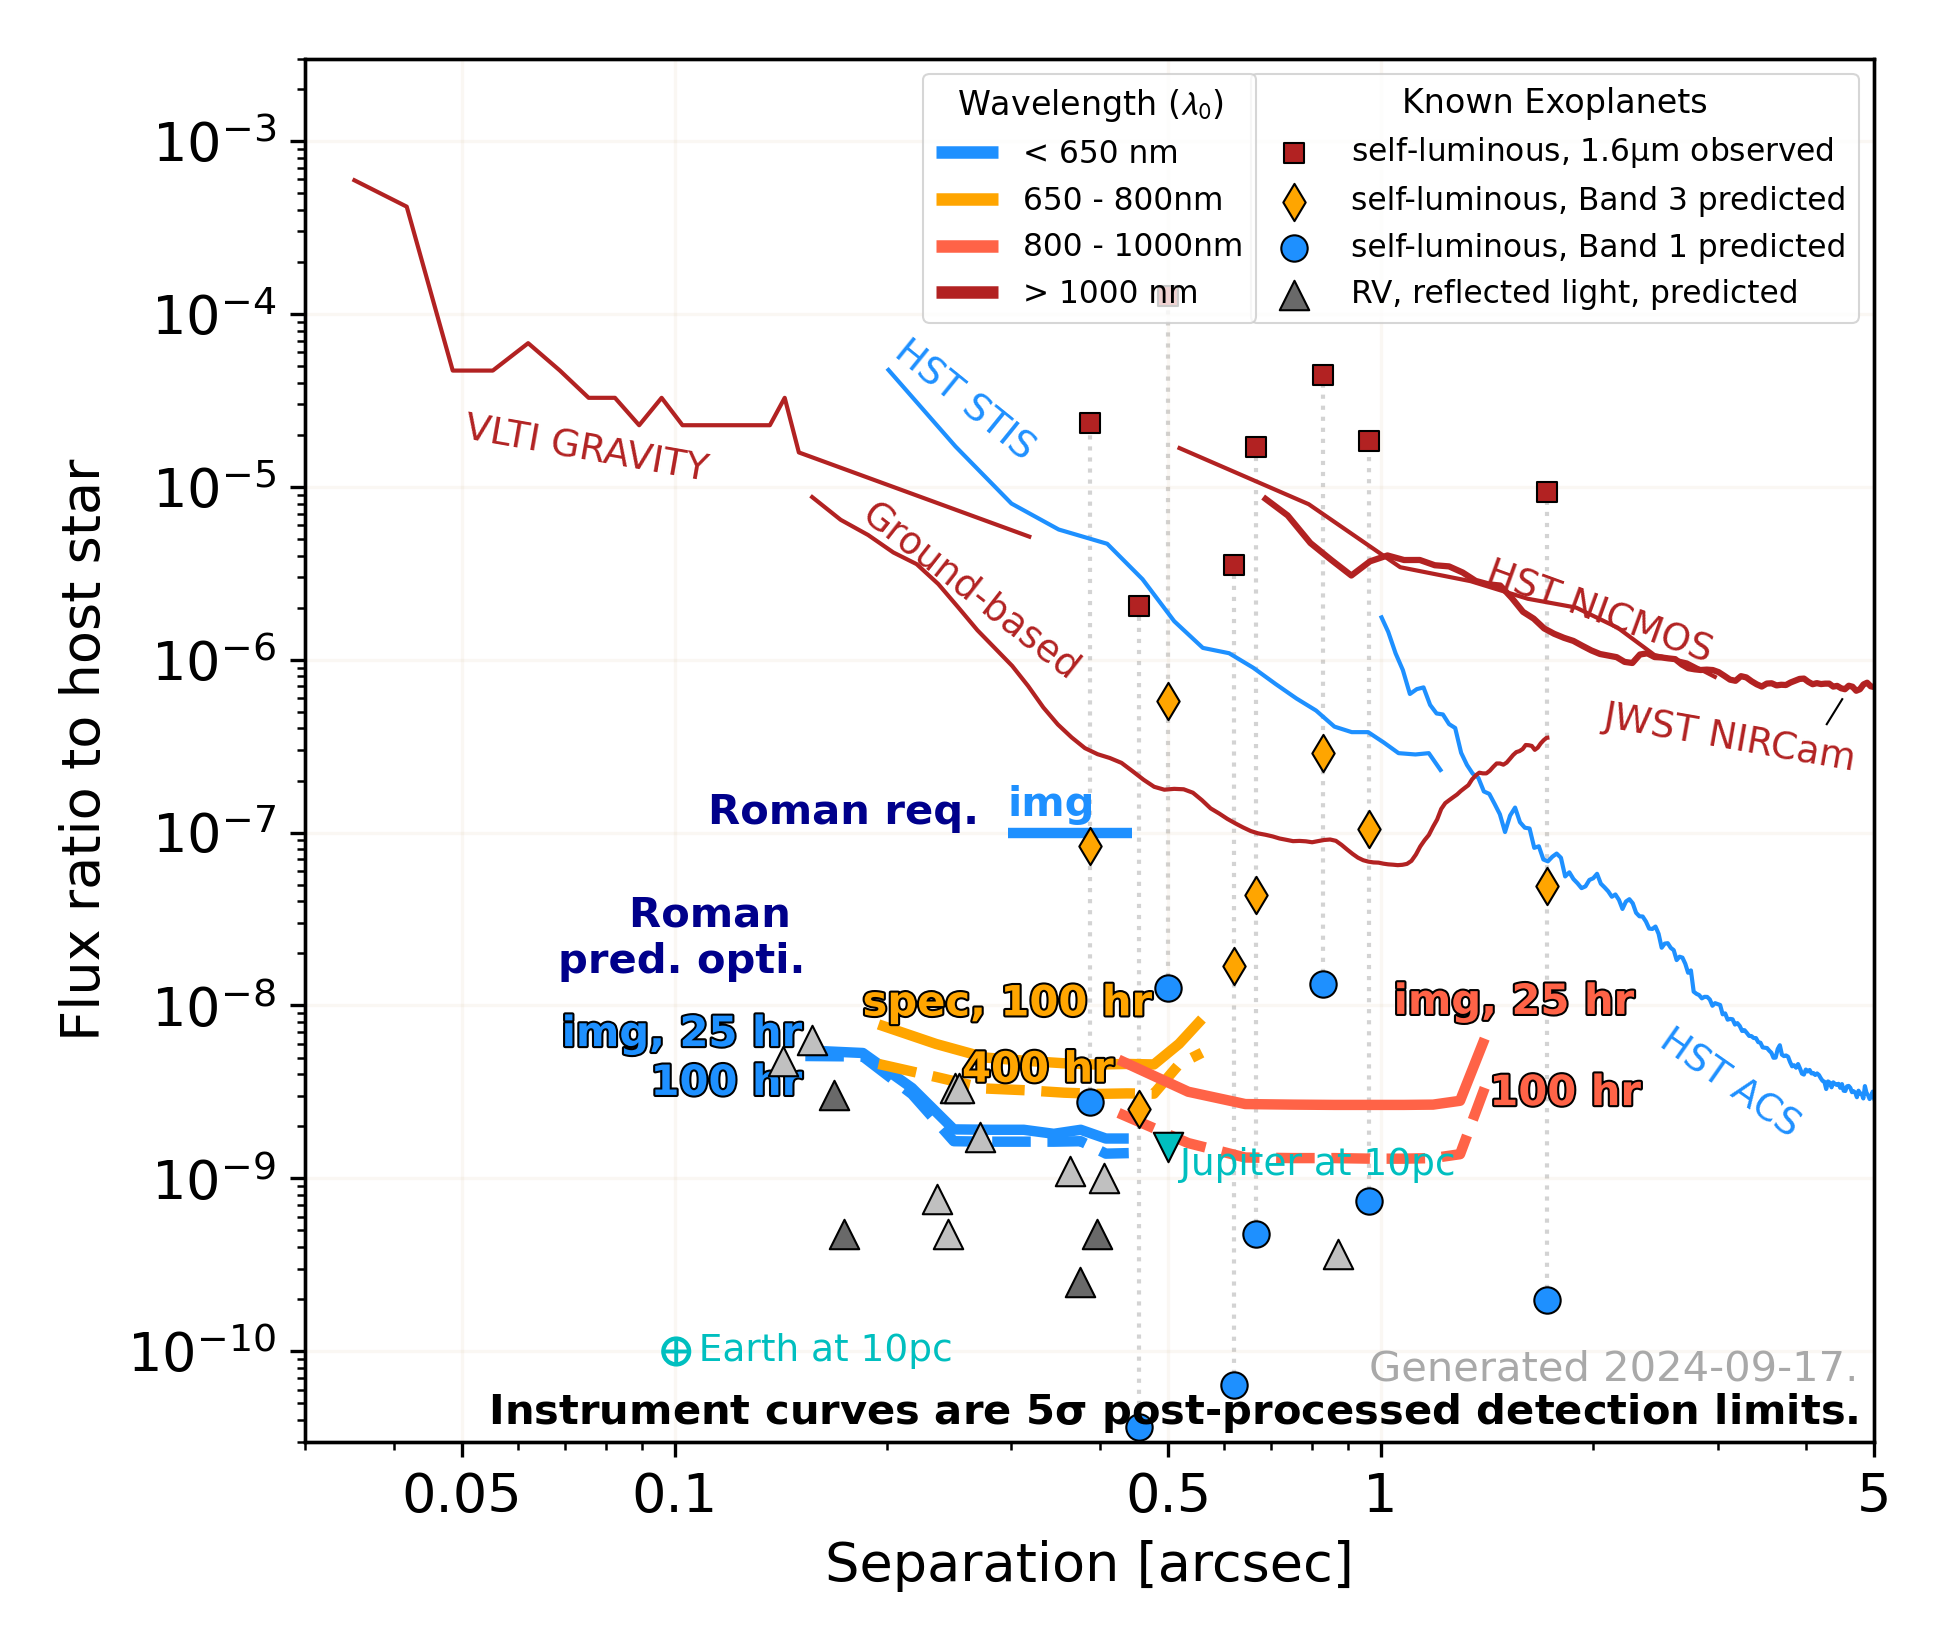 Wavelength (λ₀)
< 650 nm
650 - 800nm
800 - 1000nm
> 1000 nm
Known Exoplanets
self-luminous, 1.6μm observed
self-luminous, Band 3 predicted
self-luminous, Band 1 predicted
RV, reflected light, predicted
Flux ratio to host star
10⁻³
10⁻⁴
10⁻⁵
10⁻⁶
10⁻⁷
10⁻⁸
10⁻⁹
10⁻¹⁰
VLTI GRAVITY
HST STIS
Ground-based
HST NICMOS
JWST NIRCam
Roman req.
img
Roman
pred. opti.
img, 25 hr
100 hr
spec, 100 hr
400 hr
img, 25 hr
100 hr
HST ACS
Jupiter at 10pc
Earth at 10pc
Generated 2024-09-17.
Instrument curves are 5σ post-processed detection limits.
0.05
0.1
0.5
1
5
Separation [arcsec]